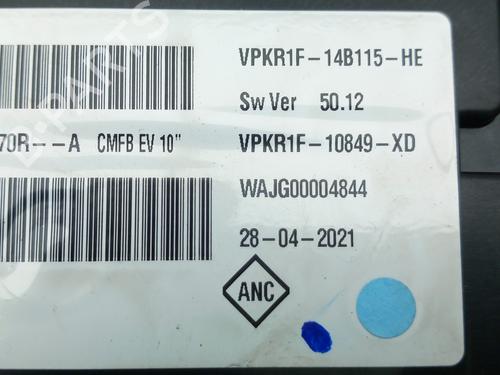 VPKR1F-14B115-HE
Sw Ver 50.12
70R--A CMFB EV 10"
VPKR1F-10849-XD
WAJG00004844
28-04-2021
ANC